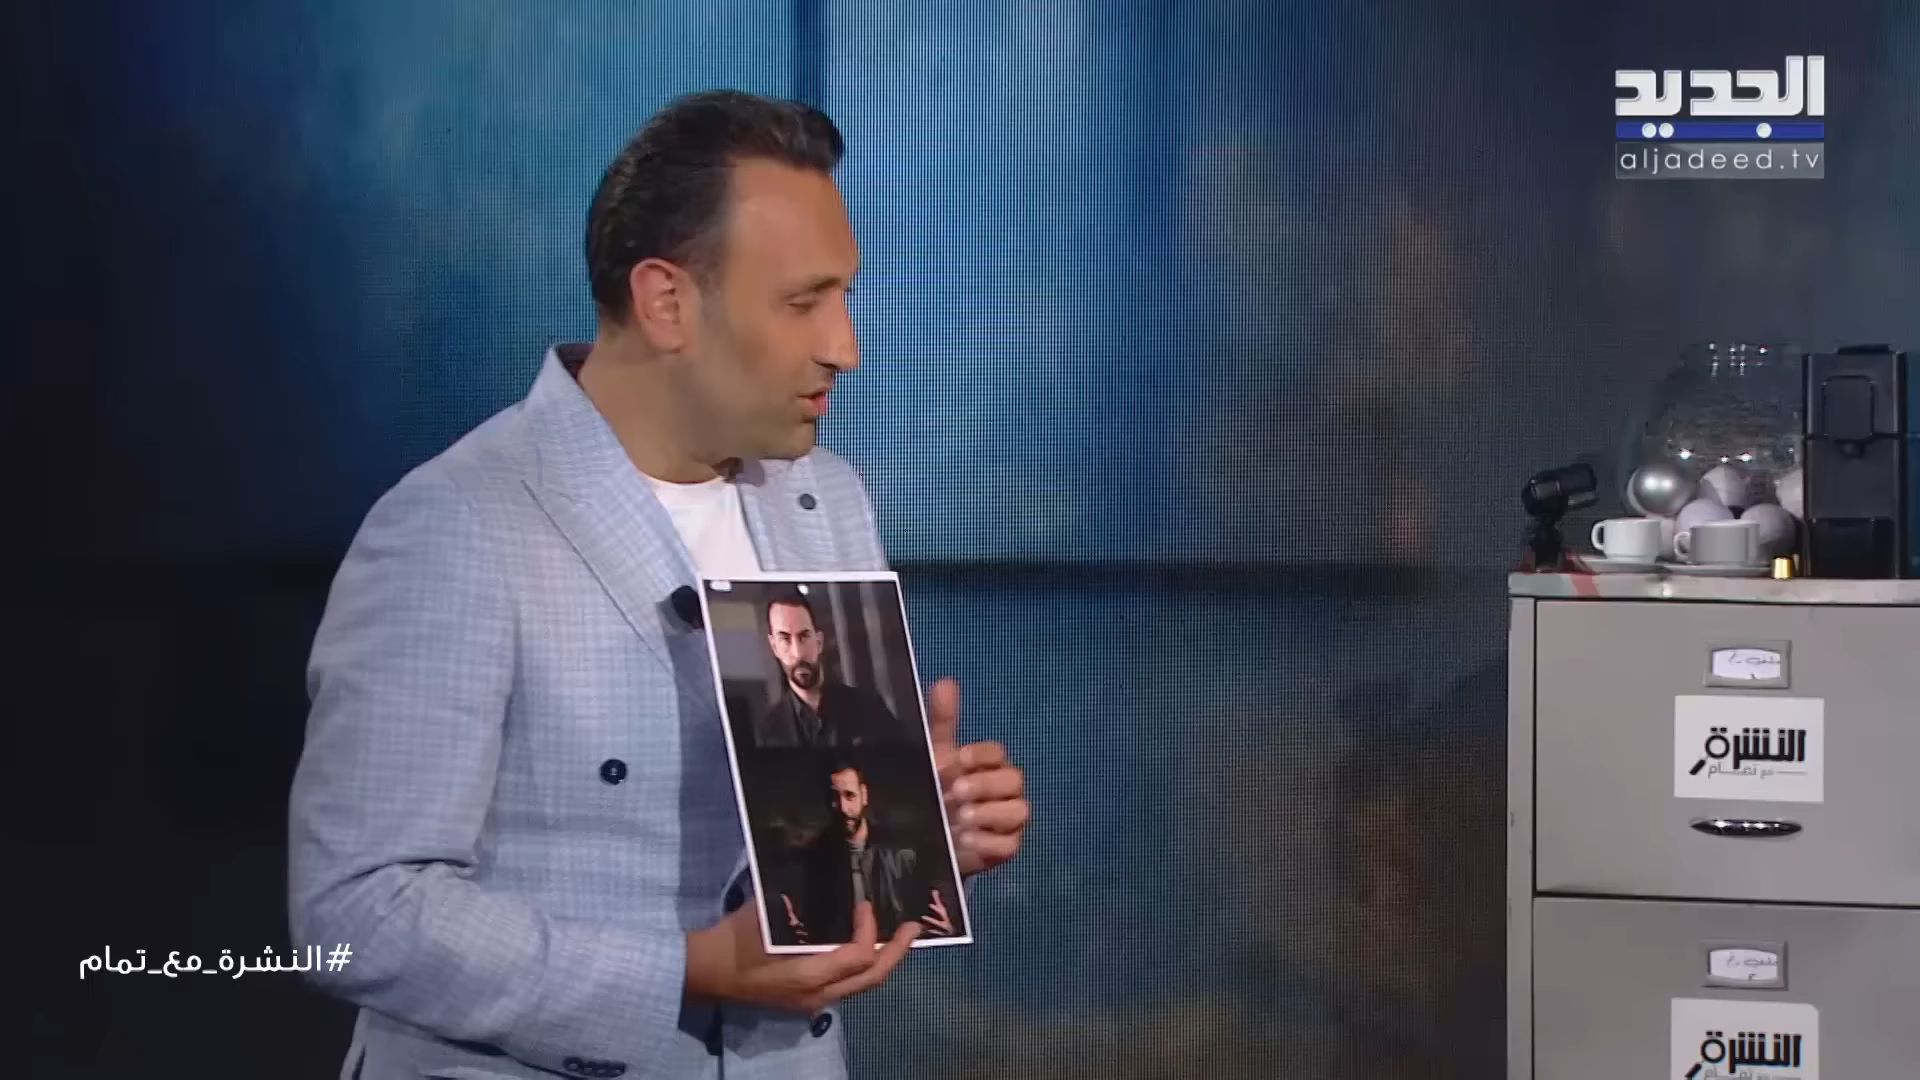 الجديد
aljadeed.tv
النشرة
مع تمام
النشرة
#النشرة_مع_تمام